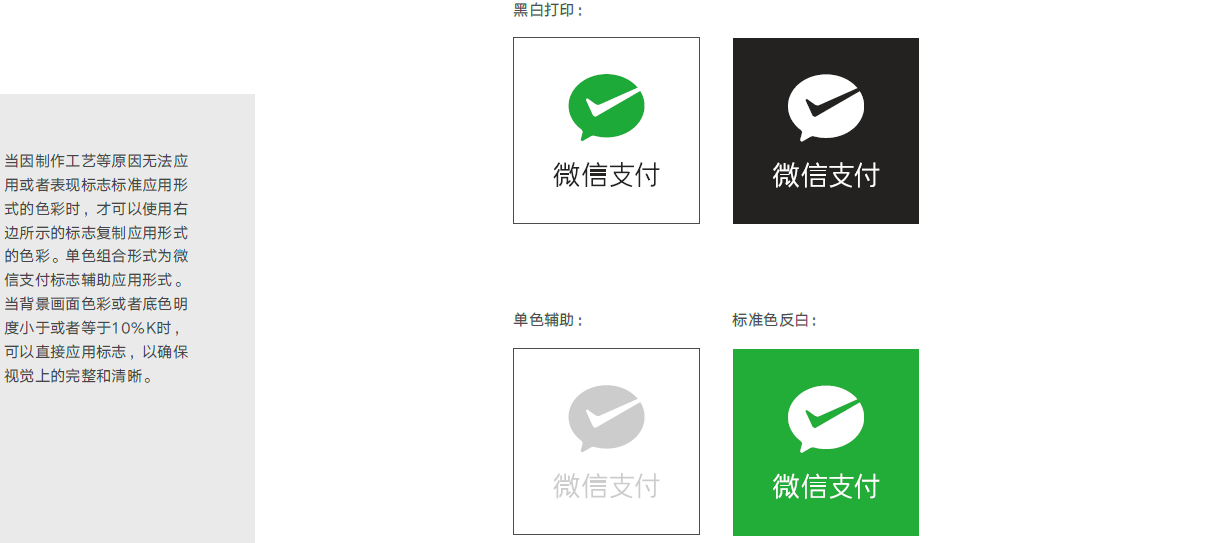 黑白打印：
微信支付
微信支付
当因制作工艺等原因无法应
用或者表现标志标准应用形
式的色彩时，才可以使用右
边所示的标志复制应用形式
的色彩。单色组合形式为微
信支付标志辅助应用形式。
当背景画面色彩或者底色明
度小于或者等于10%K时，
可以直接应用标志，以确保
视觉上的完整和清晰。
单色辅助：
标准色反白：
微信支付
微信支付